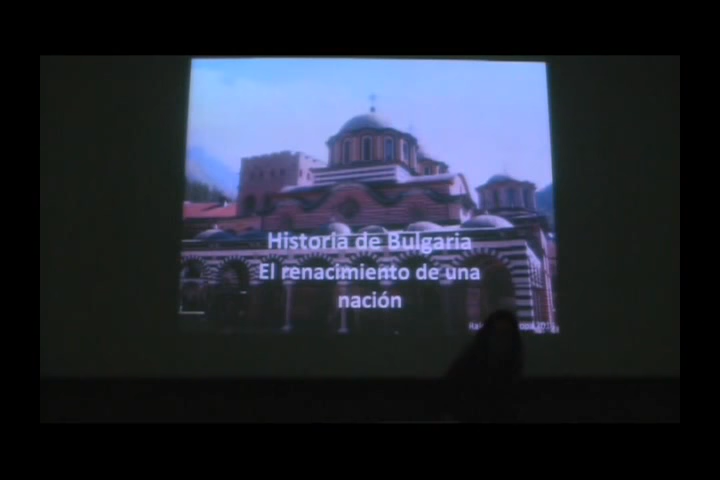 Historia de Bulgaria
El renacimiento de una
nación